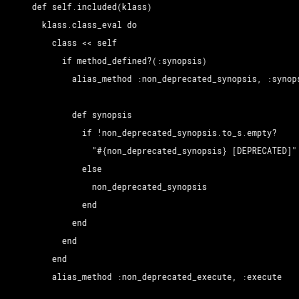 def self.included(klass)
klass.class_eval do
class << self
if method_defined?(:synopsis)
alias_method :non_deprecated_synopsis, :synops
def synopsis
if !non_deprecated_synopsis.to_s.empty?
"#{non_deprecated_synopsis} [DEPRECATED]"
else
non_deprecated_synopsis
end
end
end
end
alias_method :non_deprecated_execute, :execute